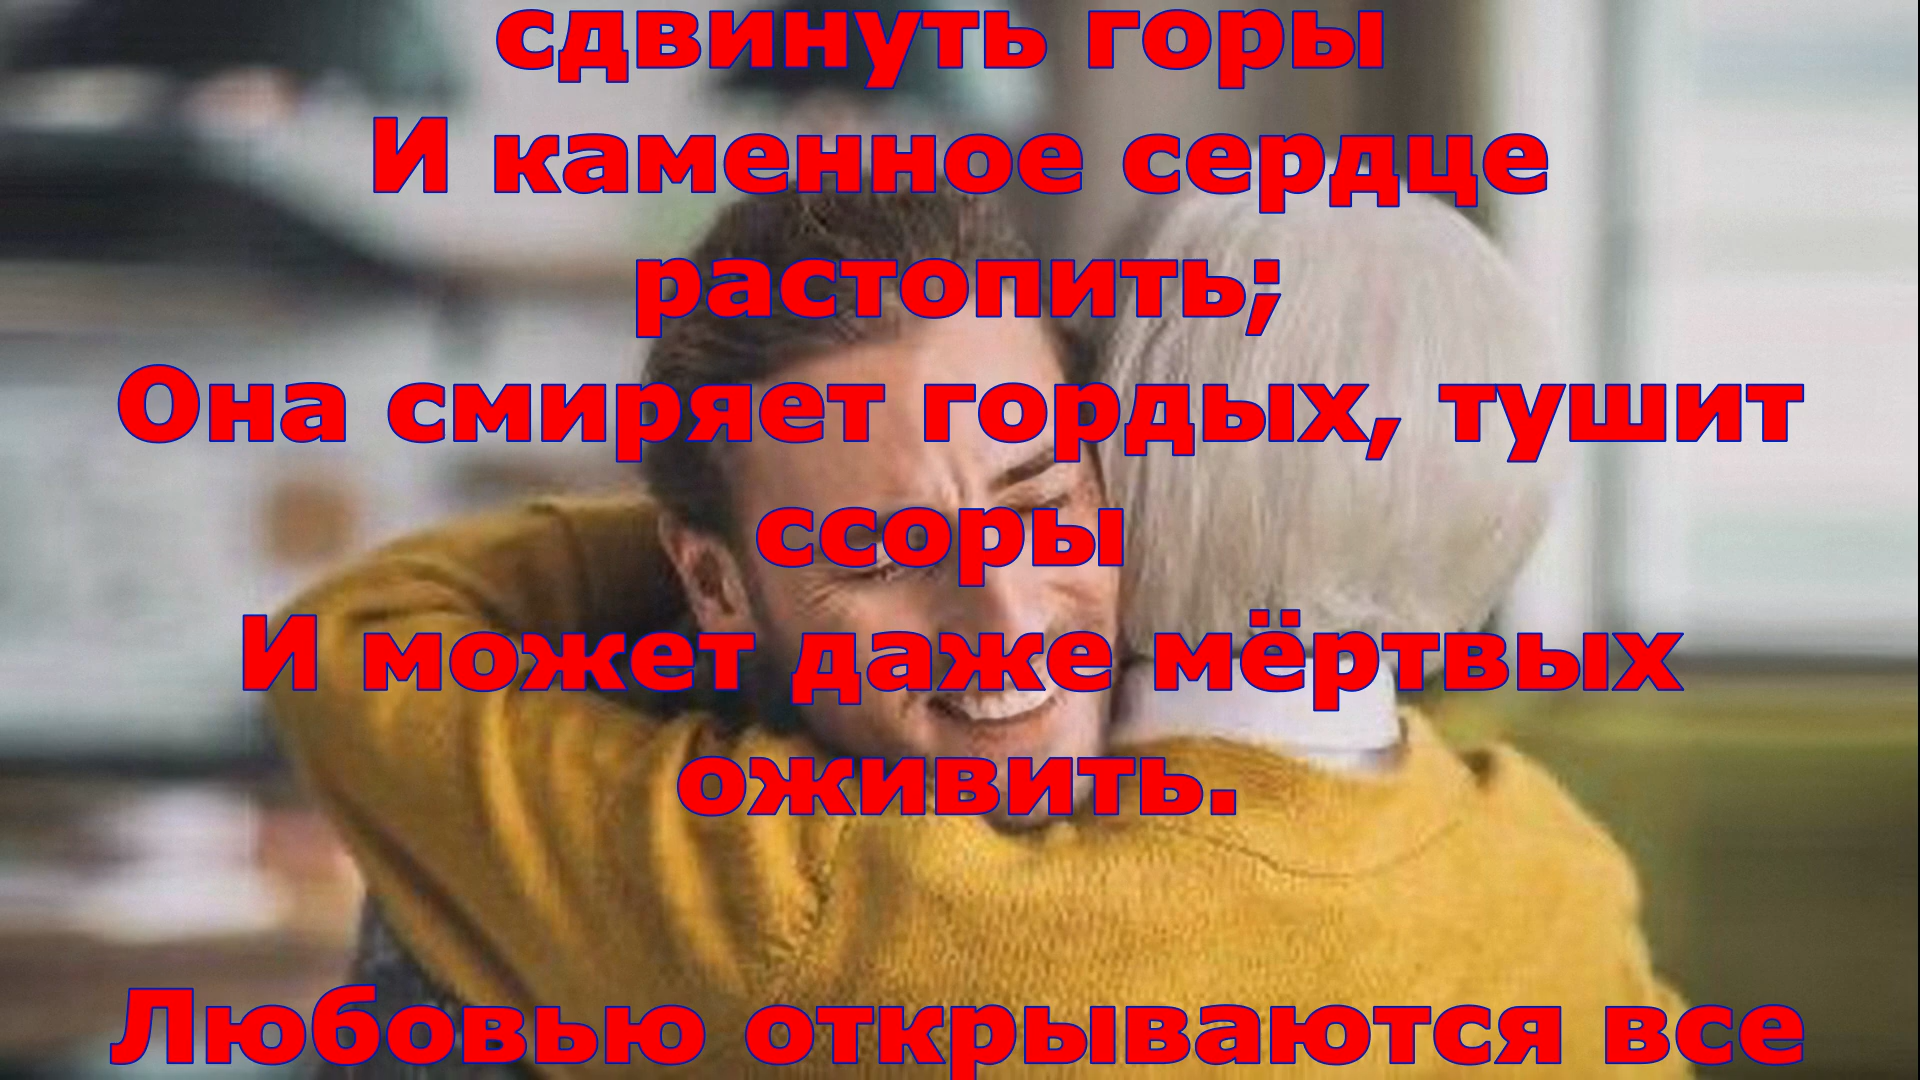 сдвинуть горы
И каменное сердце
растопить;
Она смиряет гордых, тушит
ссоры
И может даже мёртвых
оживить.
Любовью открываются все